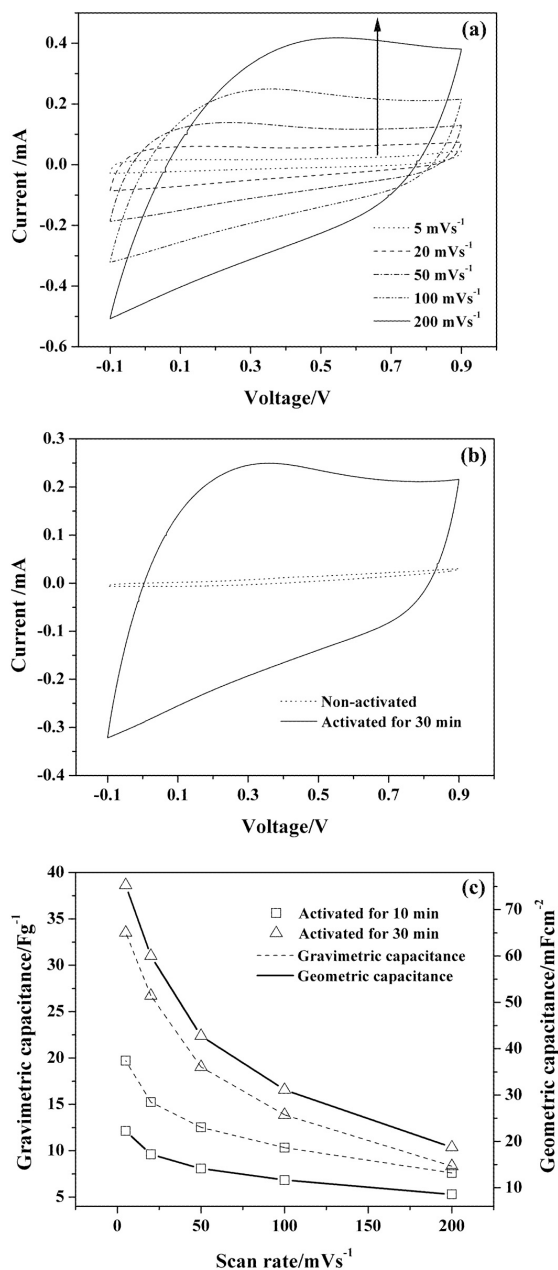 (a)
0.4
0.2
0.0
-0.2
-0.4
-0.6
Current /mA
5 mVs⁻¹
20 mVs⁻¹
50 mVs⁻¹
100 mVs⁻¹
200 mVs⁻¹
-0.1 0.1 0.3 0.5 0.7 0.9
Voltage/V
(b)
0.3
0.2
0.1
0.0
-0.1
-0.2
-0.3
-0.4
Current /mA
Non-activated
Activated for 30 min
-0.1 0.1 0.3 0.5 0.7 0.9
Voltage/V
(c)
40
35
30
25
20
15
10
5
Gravimetric capacitance/Fg⁻¹
Activated for 10 min
Activated for 30 min
Gravimetric capacitance
Geometric capacitance
70
60
50
40
30
20
10
Geometric capacitance/mFcm⁻²
0 50 100 150 200
Scan rate/mVs⁻¹